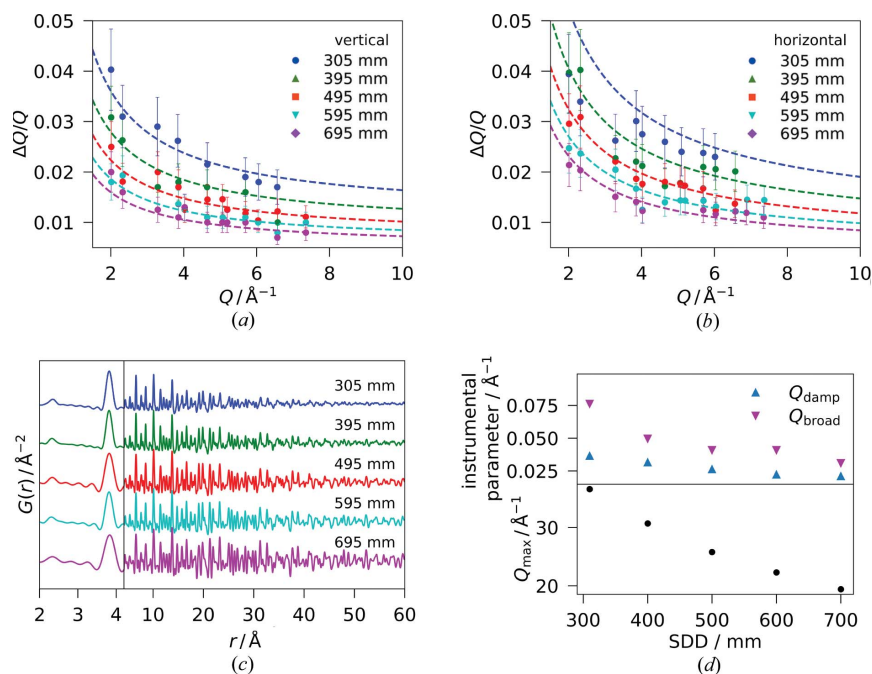 0.05
0.04
0.03
0.02
0.01
ΔQ/Q
vertical
305 mm
395 mm
495 mm
595 mm
695 mm
2 4 6 8 10
Q / Å⁻¹
(a)
0.05
0.04
0.03
0.02
0.01
ΔQ/Q
horizontal
305 mm
395 mm
495 mm
595 mm
695 mm
2 4 6 8 10
Q / Å⁻¹
(b)
G(r) / Å⁻²
305 mm
395 mm
495 mm
595 mm
695 mm
2 3 4 10 20 30 40 50 60
r / Å
(c)
instrumental
parameter / Å⁻¹
0.075
0.050
0.025
Q_damp
Q_broad
Q_max / Å⁻¹
30
20
300 400 500 600 700
SDD / mm
(d)